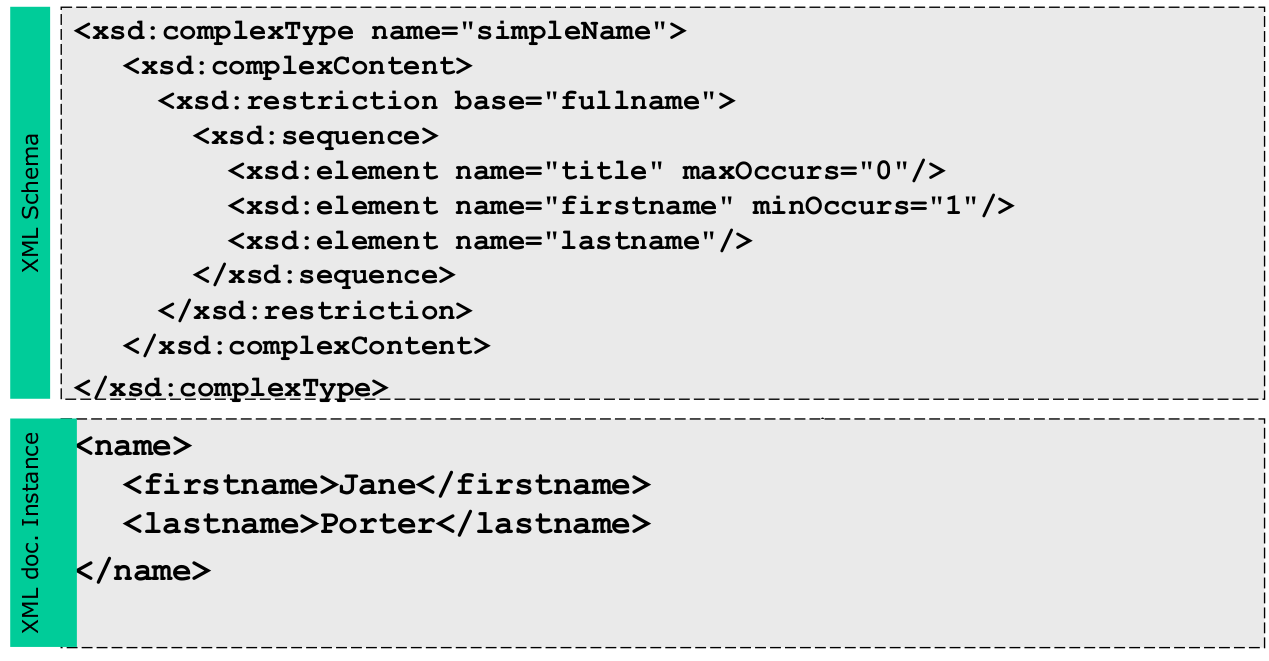 XML Schema
<xsd:complexType name="simpleName">
<xsd:complexContent>
<xsd:restriction base="fullname">
<xsd:sequence>
<xsd:element name="title" maxOccurs="0"/>
<xsd:element name="firstname" minOccurs="1"/>
<xsd:element name="lastname"/>
</xsd:sequence>
</xsd:restriction>
</xsd:complexContent>
</xsd:complexType>
XML doc. Instance
<name>
<firstname>Jane</firstname>
<lastname>Porter</lastname>
</name>